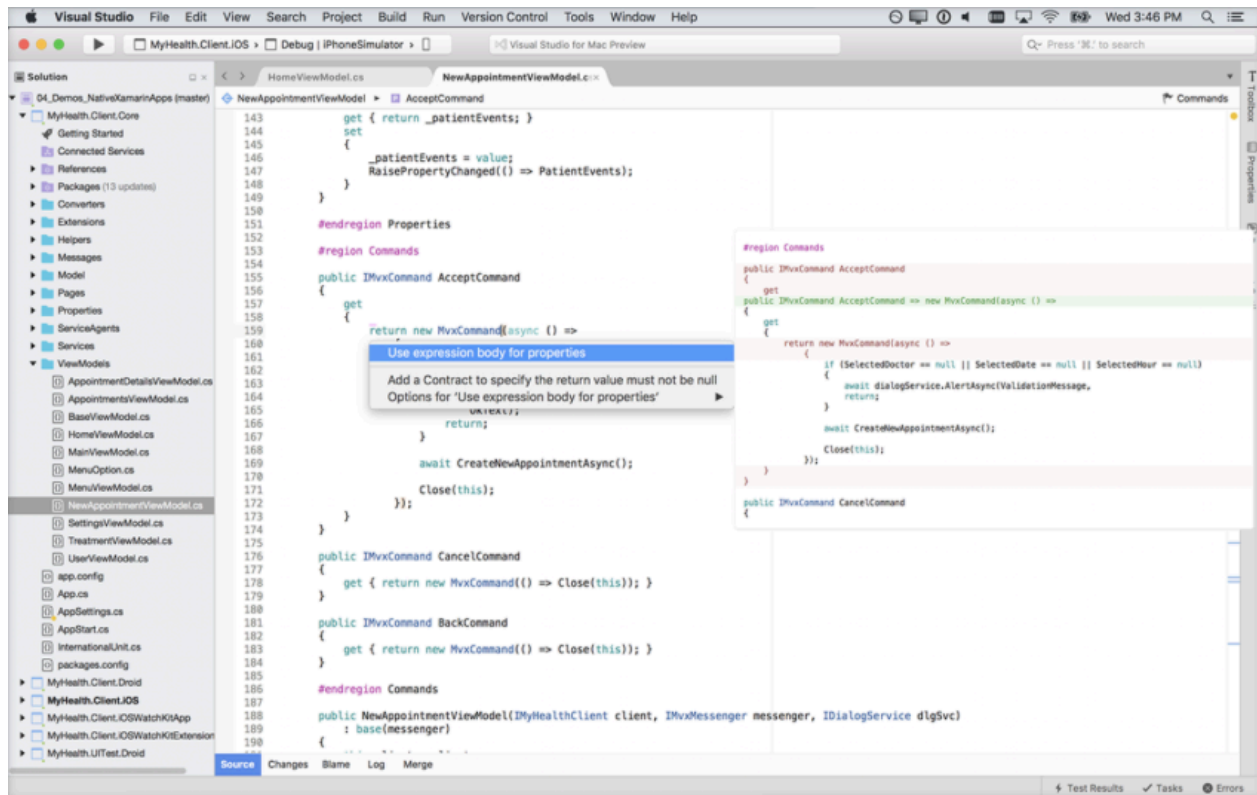 Visual Studio File Edit View Search Project Build Run Version Control Tools Window Help Wed 3:46 PM
MyHealth.Client.iOS › Debug | iPhoneSimulator ›
Visual Studio for Mac Preview
Press '⌘.' to search
Solution
HomeViewModel.cs
NewAppointmentViewModel.cs
04_Demos_NativeXamarinApps (master)
MyHealth.Client.Core
Getting Started
Connected Services
References
Packages (13 updates)
Converters
Extensions
Helpers
Messages
Model
Pages
Properties
ServiceAgents
Services
ViewModels
AppointmentDetailsViewModel.cs
AppointmentsViewModel.cs
BaseViewModel.cs
HomeViewModel.cs
MainViewModel.cs
MenuOption.cs
MenuViewModel.cs
NewAppointmentViewModel.cs
SettingsViewModel.cs
TreatmentViewModel.cs
UserViewModel.cs
app.config
App.cs
AppSettings.cs
AppStart.cs
InternationalUnit.cs
packages.config
MyHealth.Client.Droid
MyHealth.Client.iOS
MyHealth.Client.iOSWatchKitApp
MyHealth.Client.iOSWatchKitExtension
MyHealth.UITest.Droid
NewAppointmentViewModel ▸ AcceptCommand
Commands
143 get { return _patientEvents; }
144 set
145 {
146 _patientEvents = value;
147 RaisePropertyChanged(() => PatientEvents);
148 }
149 }
150
151 #endregion Properties
152
153 #region Commands
154
155 public IMvxCommand AcceptCommand
156 {
157 get
158 {
159 return new MvxCommand(async () =>
160
161
162
163
164
165 OkText);
166 return;
167 }
168
169 await CreateNewAppointmentAsync();
170
171 Close(this);
172 });
173 }
174 }
175
176 public IMvxCommand CancelCommand
177 {
178 get { return new MvxCommand(() => Close(this)); }
179 }
180
181 public IMvxCommand BackCommand
182 {
183 get { return new MvxCommand(() => Close(this)); }
184 }
185
186 #endregion Commands
187
188 public NewAppointmentViewModel(IMyHealthClient client, IMvxMessenger messenger, IDialogService dlgSvc)
189 : base(messenger)
190 {
Use expression body for properties
Add a Contract to specify the return value must not be null
Options for 'Use expression body for properties'
#region Commands
public IMvxCommand AcceptCommand
{
get
public IMvxCommand AcceptCommand => new MvxCommand(async () =>
{
get
{
return new MvxCommand(async () =>
{
if (SelectedDoctor == null || SelectedDate == null || SelectedHour == null)
{
await dialogService.AlertAsync(ValidationMessage,
return;
}
await CreateNewAppointmentAsync();
Close(this);
});
}
}
public IMvxCommand CancelCommand
{
Toolbox
Properties
Source Changes Blame Log Merge
Test Results Tasks Errors